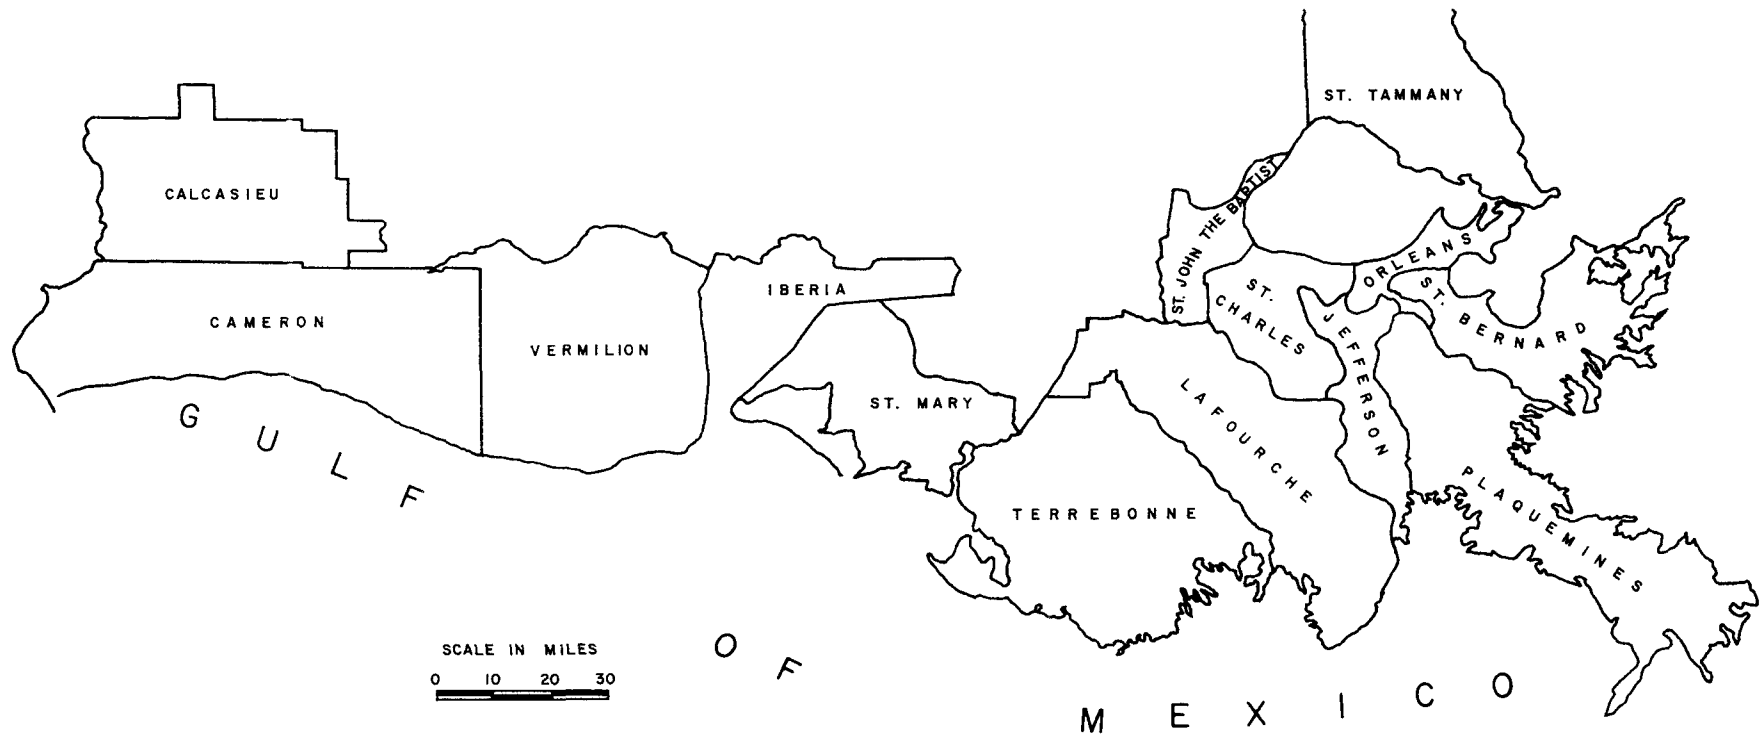 ST. TAMMANY
CALCASIEU
ST. JOHN THE BAPTIST
ORLEANS
IBERIA
ST.
CHARLES
ST.
BERNARD
CAMERON
JEFFERSON
VERMILION
ST. MARY
LAFOURCHE
GULF
PLAQUEMINES
TERREBONNE
SCALE IN MILES
0 10 20 30
OF
MEXICO